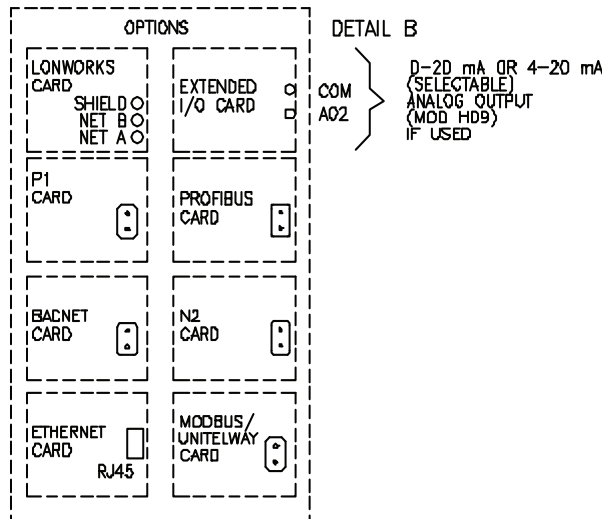 OPTIONS
DETAIL B
LONWORKS
CARD
SHIELD
NET B
NET A
EXTENDED
I/O CARD
COM
AO2
0-20 mA OR 4-20 mA
(SELECTABLE)
ANALOG OUTPUT
(MOD HD9)
IF USED
P1
CARD
PROFIBUS
CARD
BACNET
CARD
N2
CARD
ETHERNET
CARD
RJ45
MODBUS/
UNITELWAY
CARD